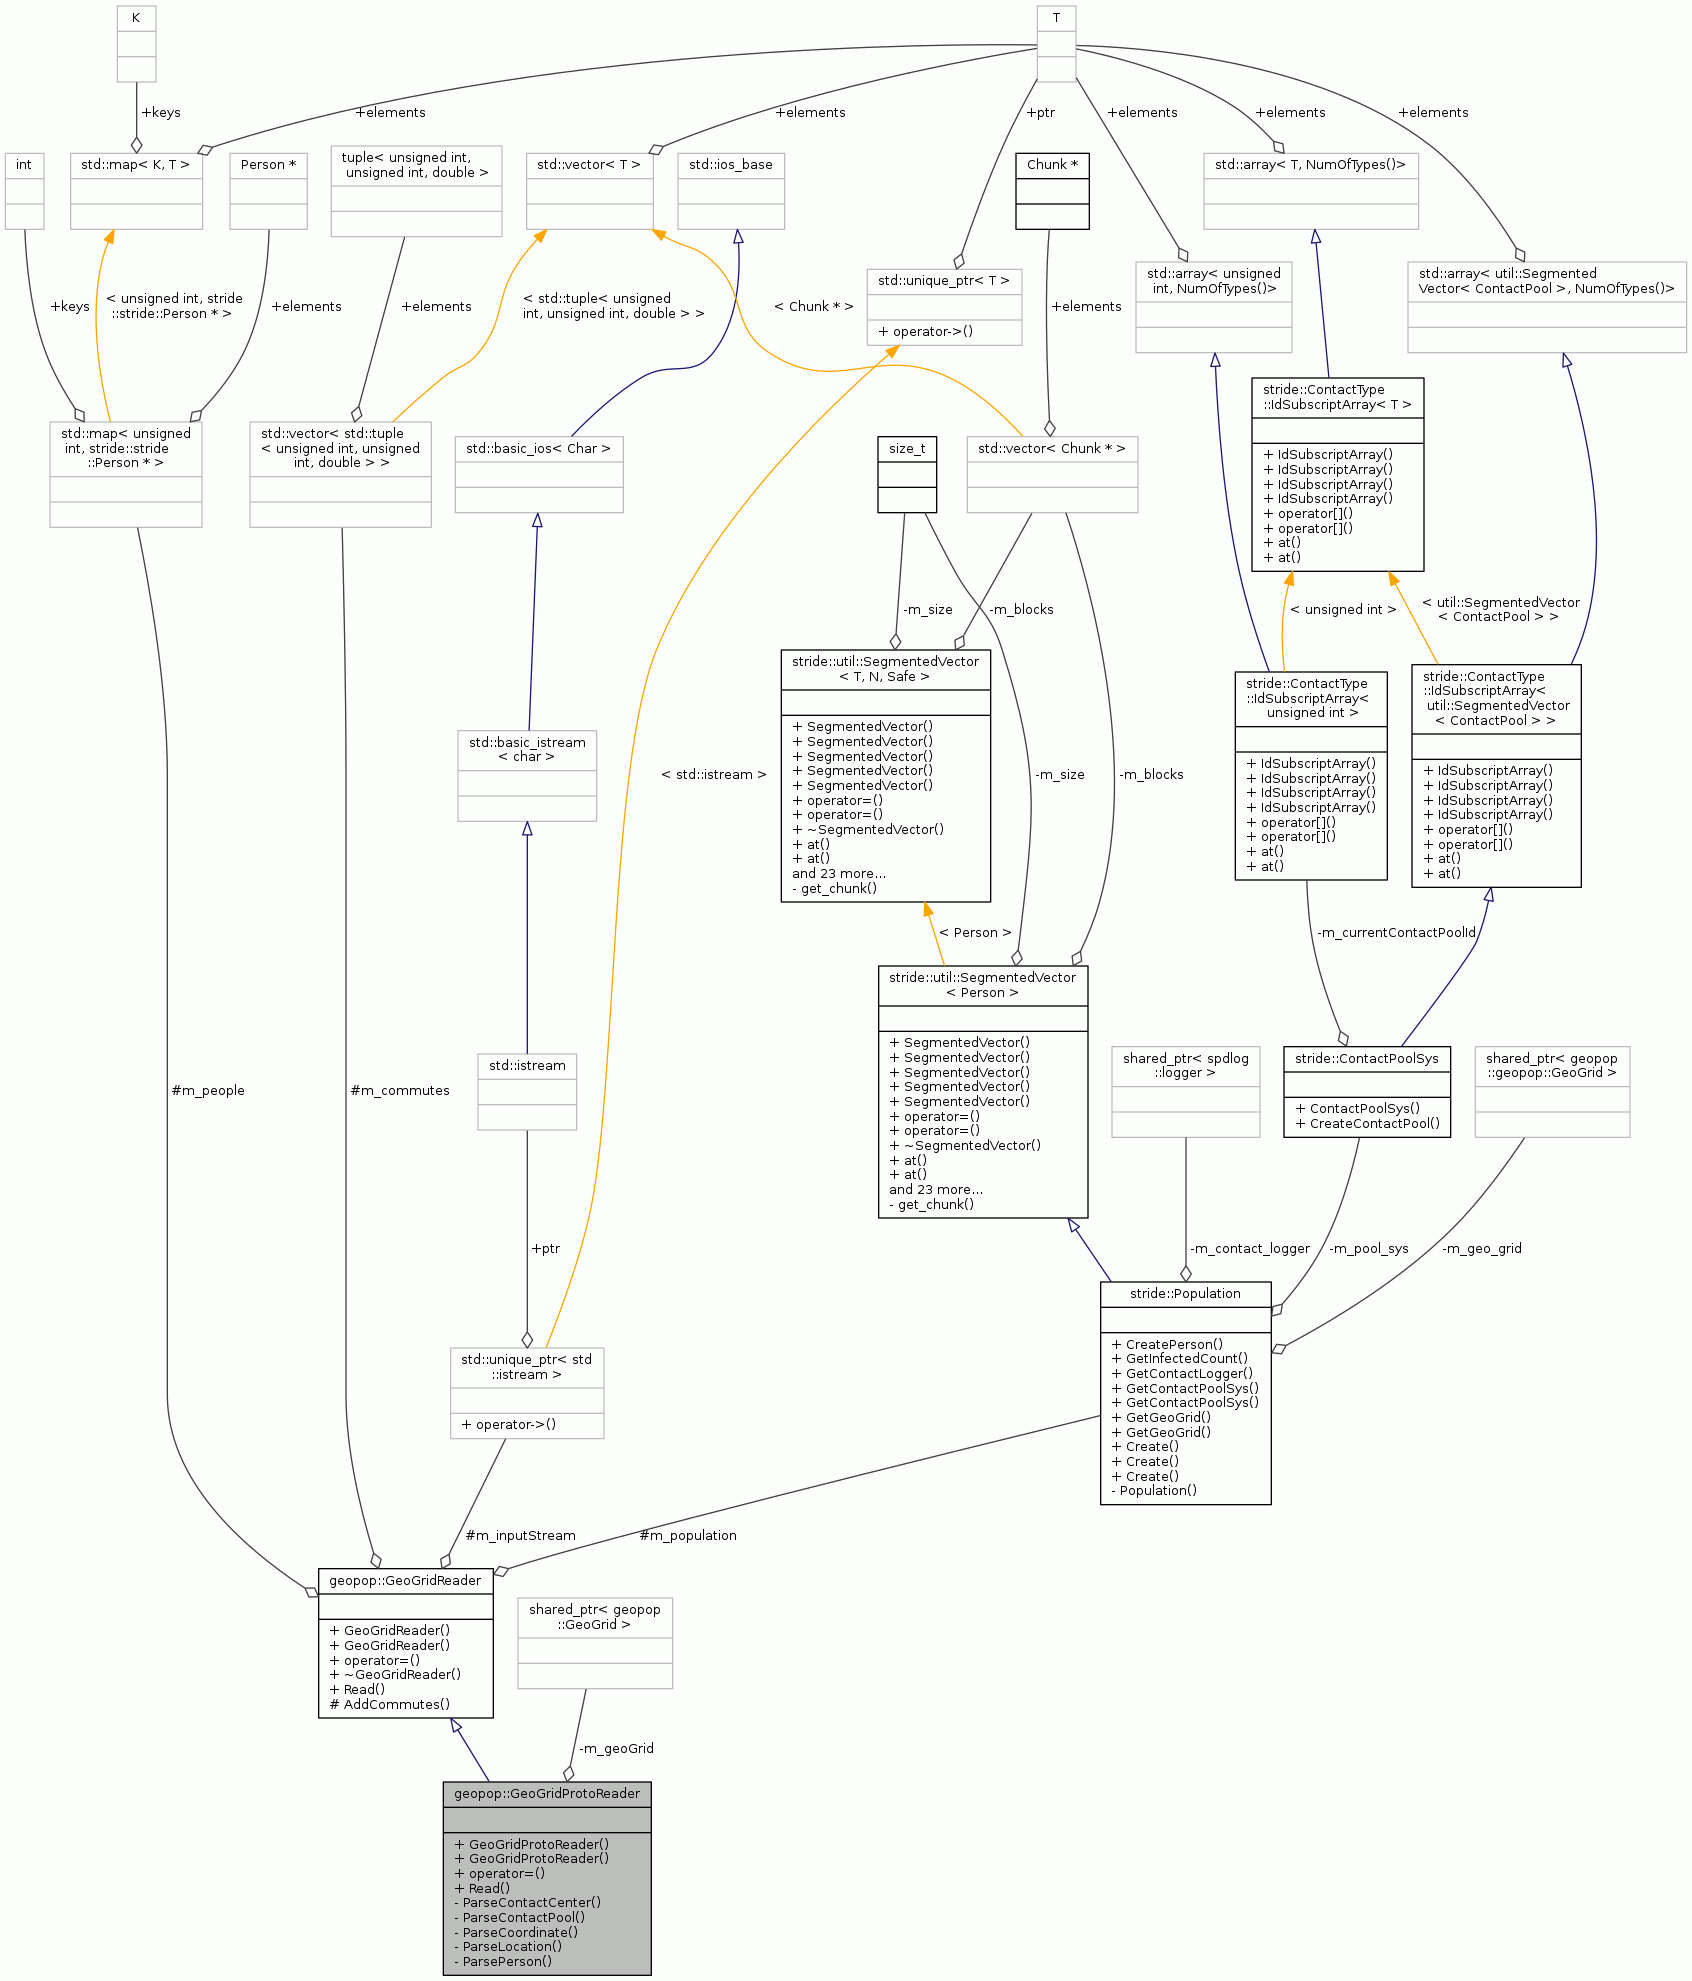 K
T
+keys
+elements
+elements
+ptr
+elements
+elements
+elements
int
std::map< K, T >
Person *
tuple< unsigned int,
unsigned int, double >
std::vector< T >
std::ios_base
Chunk *
std::array< T, NumOfTypes()>
std::unique_ptr< T >
+ operator->()
std::array< unsigned
int, NumOfTypes()>
std::array< util::Segmented
Vector< ContactPool >, NumOfTypes()>
+keys
< unsigned int, stride
::stride::Person * >
+elements
+elements
< std::tuple< unsigned
int, unsigned int, double > >
< Chunk * >
+elements
stride::ContactType
::IdSubscriptArray< T >
+ IdSubscriptArray()
+ IdSubscriptArray()
+ IdSubscriptArray()
+ IdSubscriptArray()
+ operator[]()
+ operator[]()
+ at()
+ at()
std::map< unsigned
int, stride::stride
::Person * >
std::vector< std::tuple
< unsigned int, unsigned
int, double > >
std::basic_ios< Char >
size_t
std::vector< Chunk * >
-m_size
-m_blocks
< unsigned int >
< util::SegmentedVector
< ContactPool > >
stride::util::SegmentedVector
< T, N, Safe >
+ SegmentedVector()
+ SegmentedVector()
+ SegmentedVector()
+ SegmentedVector()
+ SegmentedVector()
+ operator=()
+ operator=()
+ ~SegmentedVector()
+ at()
+ at()
and 23 more...
- get_chunk()
stride::ContactType
::IdSubscriptArray<
unsigned int >
+ IdSubscriptArray()
+ IdSubscriptArray()
+ IdSubscriptArray()
+ IdSubscriptArray()
+ operator[]()
+ operator[]()
+ at()
+ at()
stride::ContactType
::IdSubscriptArray<
util::SegmentedVector
< ContactPool > >
+ IdSubscriptArray()
+ IdSubscriptArray()
+ IdSubscriptArray()
+ IdSubscriptArray()
+ operator[]()
+ operator[]()
+ at()
+ at()
std::basic_istream
< char >
< std::istream >
-m_size
-m_blocks
< Person >
-m_currentContactPoolId
stride::util::SegmentedVector
< Person >
+ SegmentedVector()
+ SegmentedVector()
+ SegmentedVector()
+ SegmentedVector()
+ SegmentedVector()
+ operator=()
+ operator=()
+ ~SegmentedVector()
+ at()
+ at()
and 23 more...
- get_chunk()
std::istream
shared_ptr< spdlog
::logger >
stride::ContactPoolSys
+ ContactPoolSys()
+ CreateContactPool()
shared_ptr< geopop
::geopop::GeoGrid >
#m_people
#m_commutes
+ptr
-m_contact_logger
-m_pool_sys
-m_geo_grid
stride::Population
+ CreatePerson()
+ GetInfectedCount()
+ GetContactLogger()
+ GetContactPoolSys()
+ GetContactPoolSys()
+ GetGeoGrid()
+ GetGeoGrid()
+ Create()
+ Create()
+ Create()
- Population()
std::unique_ptr< std
::istream >
+ operator->()
#m_inputStream
#m_population
geopop::GeoGridReader
+ GeoGridReader()
+ GeoGridReader()
+ operator=()
+ ~GeoGridReader()
+ Read()
# AddCommutes()
shared_ptr< geopop
::GeoGrid >
-m_geoGrid
geopop::GeoGridProtoReader
+ GeoGridProtoReader()
+ GeoGridProtoReader()
+ operator=()
+ Read()
- ParseContactCenter()
- ParseContactPool()
- ParseCoordinate()
- ParseLocation()
- ParsePerson()